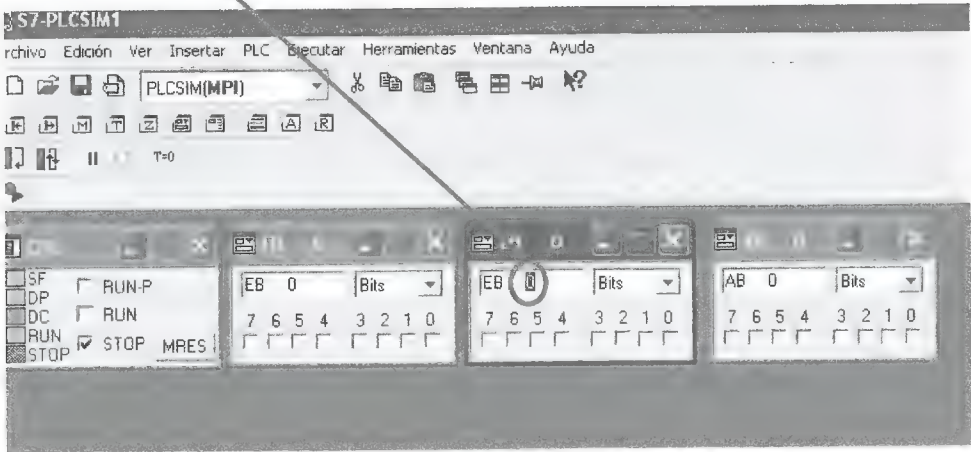 S7-PLCSIM1
rchivo Edición Ver Insertar PLC Ejecutar Herramientas Ventana Ayuda
PLCSIM(MPI)
T=0
SF
DP
DC
RUN
STOP
RUN-P
RUN
STOP MRES
EB 0 Bits
7 6 5 4 3 2 1 0
EB 0 Bits
7 6 5 4 3 2 1 0
AB 0 Bits
7 6 5 4 3 2 1 0